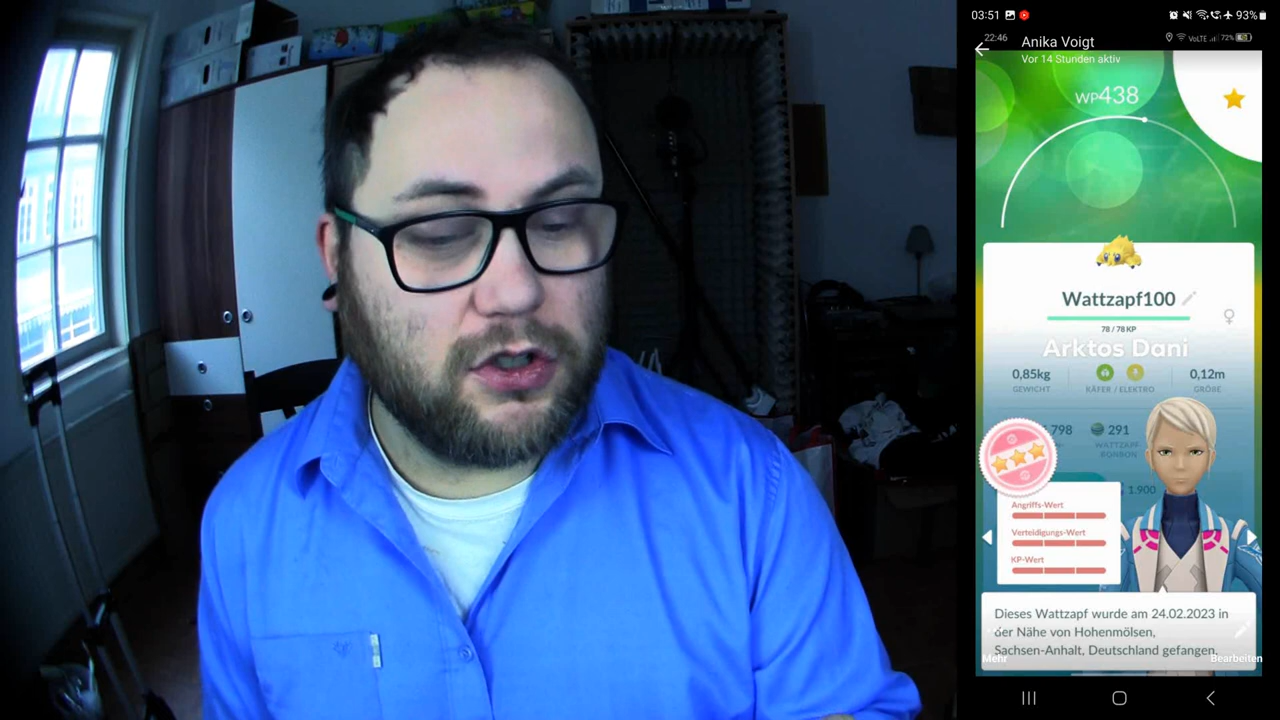 03:51
93%
22:46
VoLTE
72%
Anika Voigt
Vor 14 Stunden aktiv
WP438
Wattzapf100
78 / 78 KP
Arktos Dani
0,85kg
0,12m
GEWICHT
KÄFER / ELEKTRO
GRÖßE
798
291
WATTZAPF
BONBON
1.900
Angriffs-Wert
Verteidigungs-Wert
KP-Wert
Dieses Wattzapf wurde am 24.02.2023 in
der Nähe von Hohenmölsen,
Sachsen-Anhalt, Deutschland gefangen.
Mehr
Bearbeiten